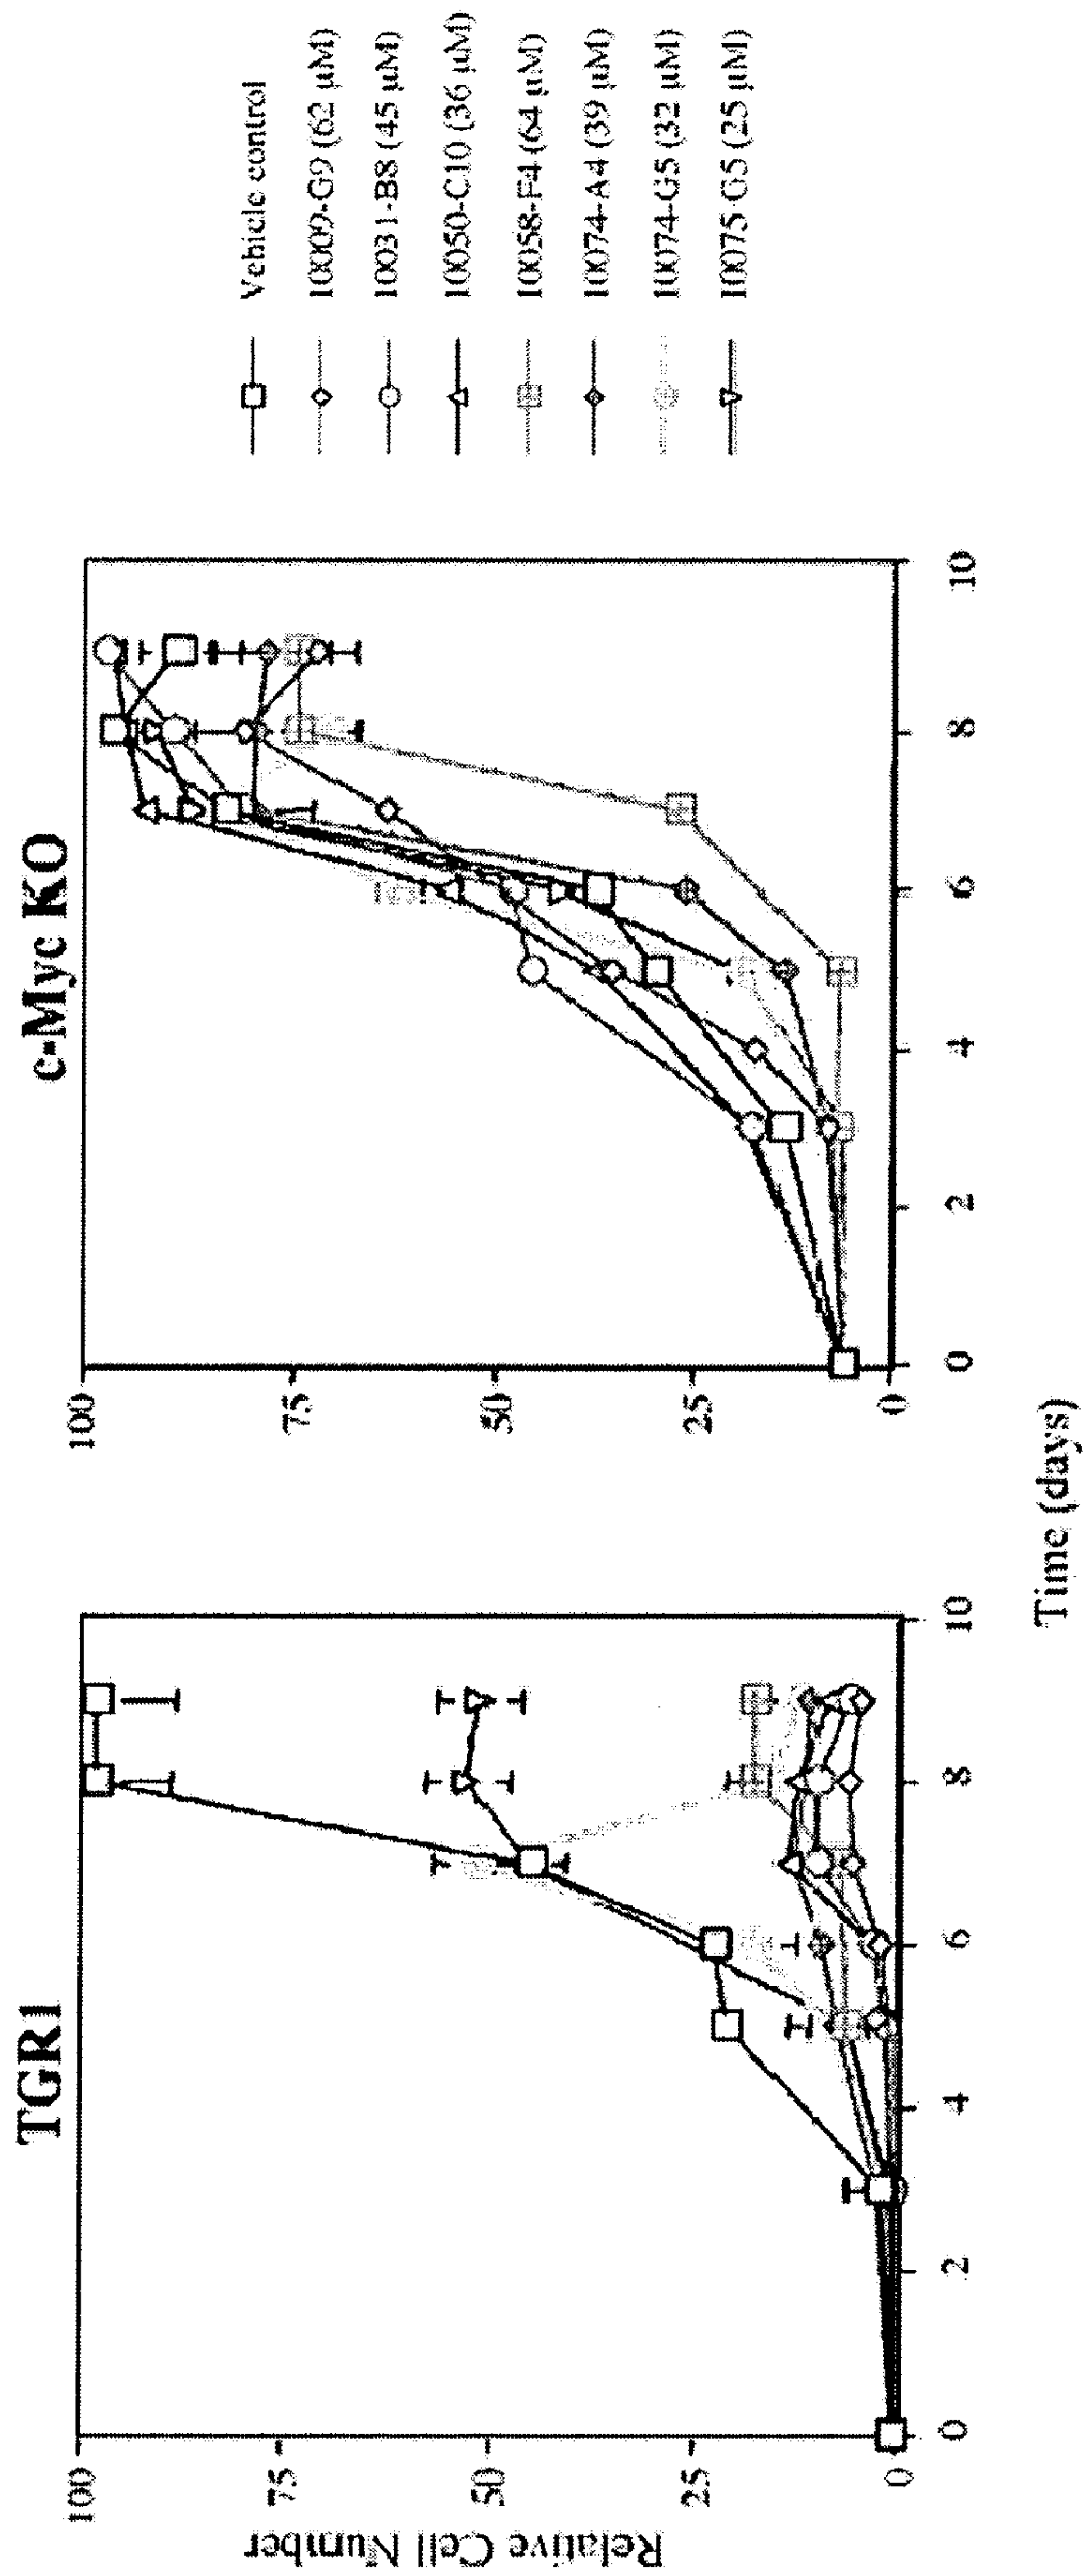 TGR1
c-Myc KO
Relative Cell Number
100
75
50
25
0
0
2
4
6
8
10
100
75
50
25
0
0
2
4
6
8
10
Time (days)
Vehicle control
10009-G9 (62 µM)
10031-B8 (45 µM)
10050-C10 (36 µM)
10058-F4 (64 µM)
10074-A4 (39 µM)
10074-G5 (32 µM)
10075-G5 (25 µM)